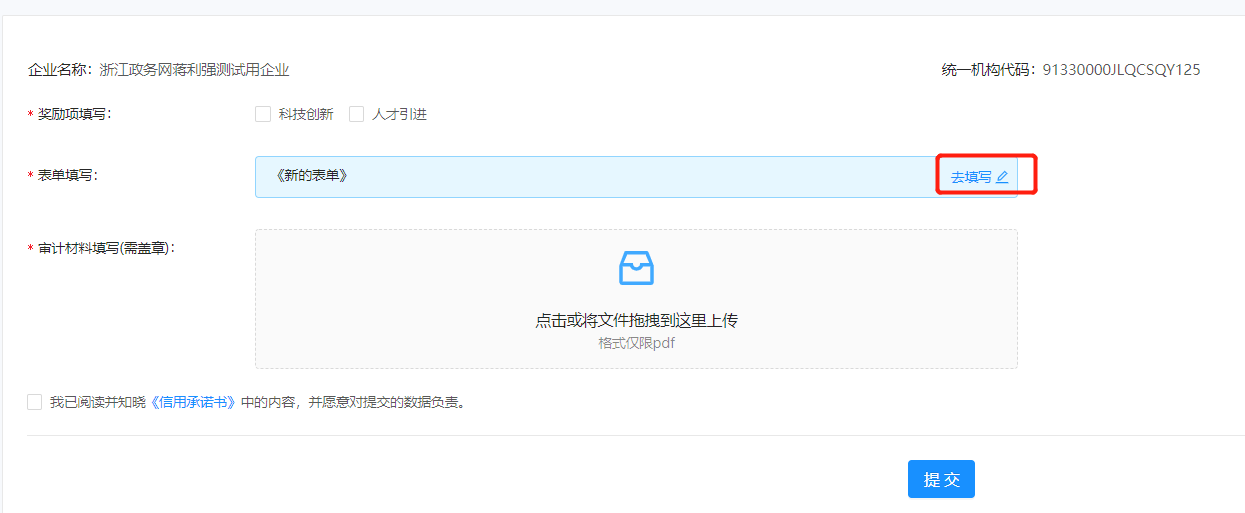 企业名称：浙江政务网蒋利强测试用企业 统一机构代码：91330000JLQCSQY125
* 奖励项填写： 科技创新 人才引进
* 表单填写： 《新的表单》 去填写
* 审计材料填写(需盖章)：
点击或将文件拖拽到这里上传
格式仅限pdf
我已阅读并知晓《信用承诺书》中的内容，并愿意对提交的数据负责。
提 交